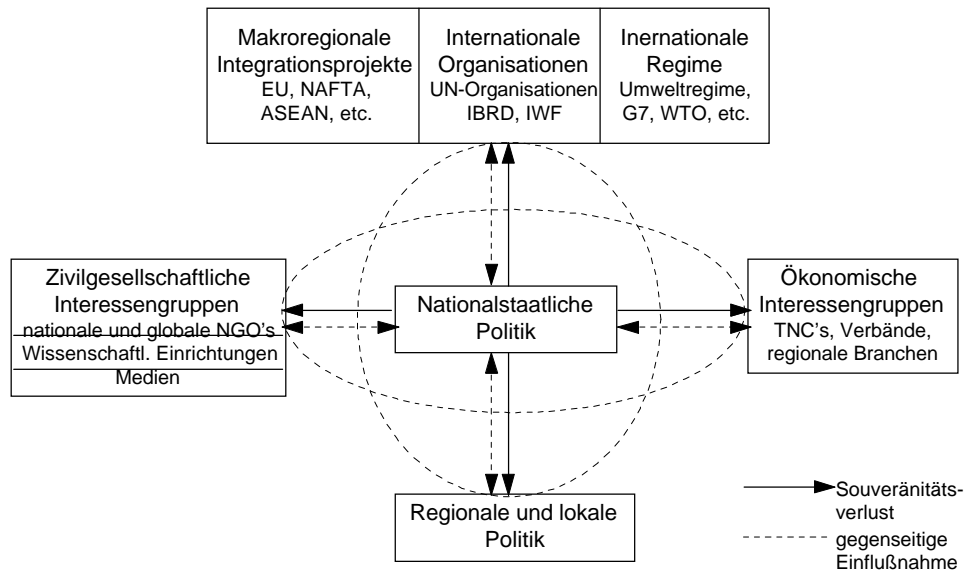 Makroregionale
Integrationsprojekte
EU, NAFTA,
ASEAN, etc.
Internationale
Organisationen
UN-Organisationen
IBRD, IWF
Inernationale
Regime
Umweltregime,
G7, WTO, etc.
Zivilgesellschaftliche
Interessengruppen
nationale und globale NGO's
Wissenschaftl. Einrichtungen
Medien
Nationalstaatliche
Politik
Ökonomische
Interessengruppen
TNC's, Verbände,
regionale Branchen
Regionale und lokale
Politik
Souveränitäts-
verlust
gegenseitige
Einflußnahme